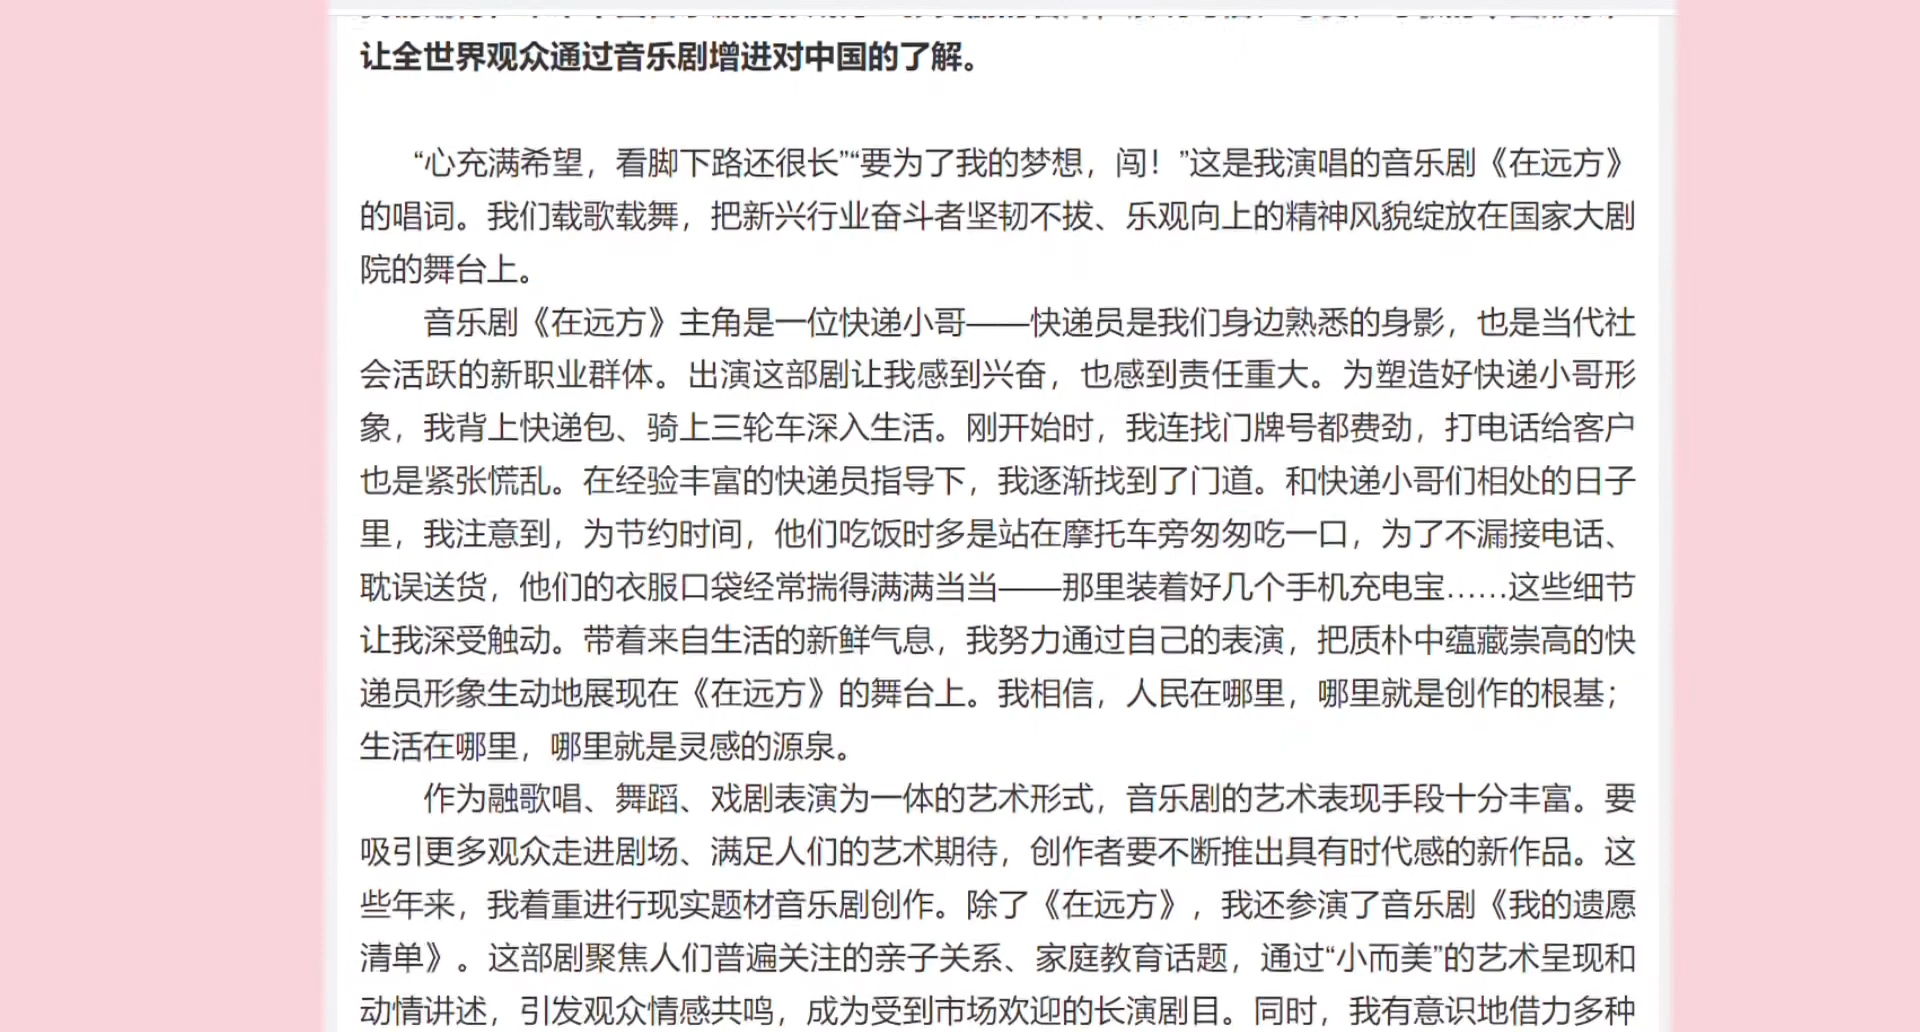 让全世界观众通过音乐剧增进对中国的了解。
“心充满希望，看脚下路还很长”“要为了我的梦想，闯！”这是我演唱的音乐剧《在远方》
的唱词。我们载歌载舞，把新兴行业奋斗者坚韧不拔、乐观向上的精神风貌绽放在国家大剧
院的舞台上。
音乐剧《在远方》主角是一位快递小哥——快递员是我们身边熟悉的身影，也是当代社
会活跃的新职业群体。出演这部剧让我感到兴奋，也感到责任重大。为塑造好快递小哥形
象，我背上快递包、骑上三轮车深入生活。刚开始时，我连找门牌号都费劲，打电话给客户
也是紧张慌乱。在经验丰富的快递员指导下，我逐渐找到了门道。和快递小哥们相处的日子
里，我注意到，为节约时间，他们吃饭时多是站在摩托车旁匆匆吃一口，为了不漏接电话、
耽误送货，他们的衣服口袋经常揣得满满当当——那里装着好几个手机充电宝……这些细节
让我深受触动。带着来自生活的新鲜气息，我努力通过自己的表演，把质朴中蕴藏崇高的快
递员形象生动地展现在《在远方》的舞台上。我相信，人民在哪里，哪里就是创作的根基；
生活在哪里，哪里就是灵感的源泉。
作为融歌唱、舞蹈、戏剧表演为一体的艺术形式，音乐剧的艺术表现手段十分丰富。要
吸引更多观众走进剧场、满足人们的艺术期待，创作者要不断推出具有时代感的新作品。这
些年来，我着重进行现实题材音乐剧创作。除了《在远方》，我还参演了音乐剧《我的遗愿
清单》。这部剧聚焦人们普遍关注的亲子关系、家庭教育话题，通过“小而美”的艺术呈现和
动情讲述，引发观众情感共鸣，成为受到市场欢迎的长演剧目。同时，我有意识地借力多种